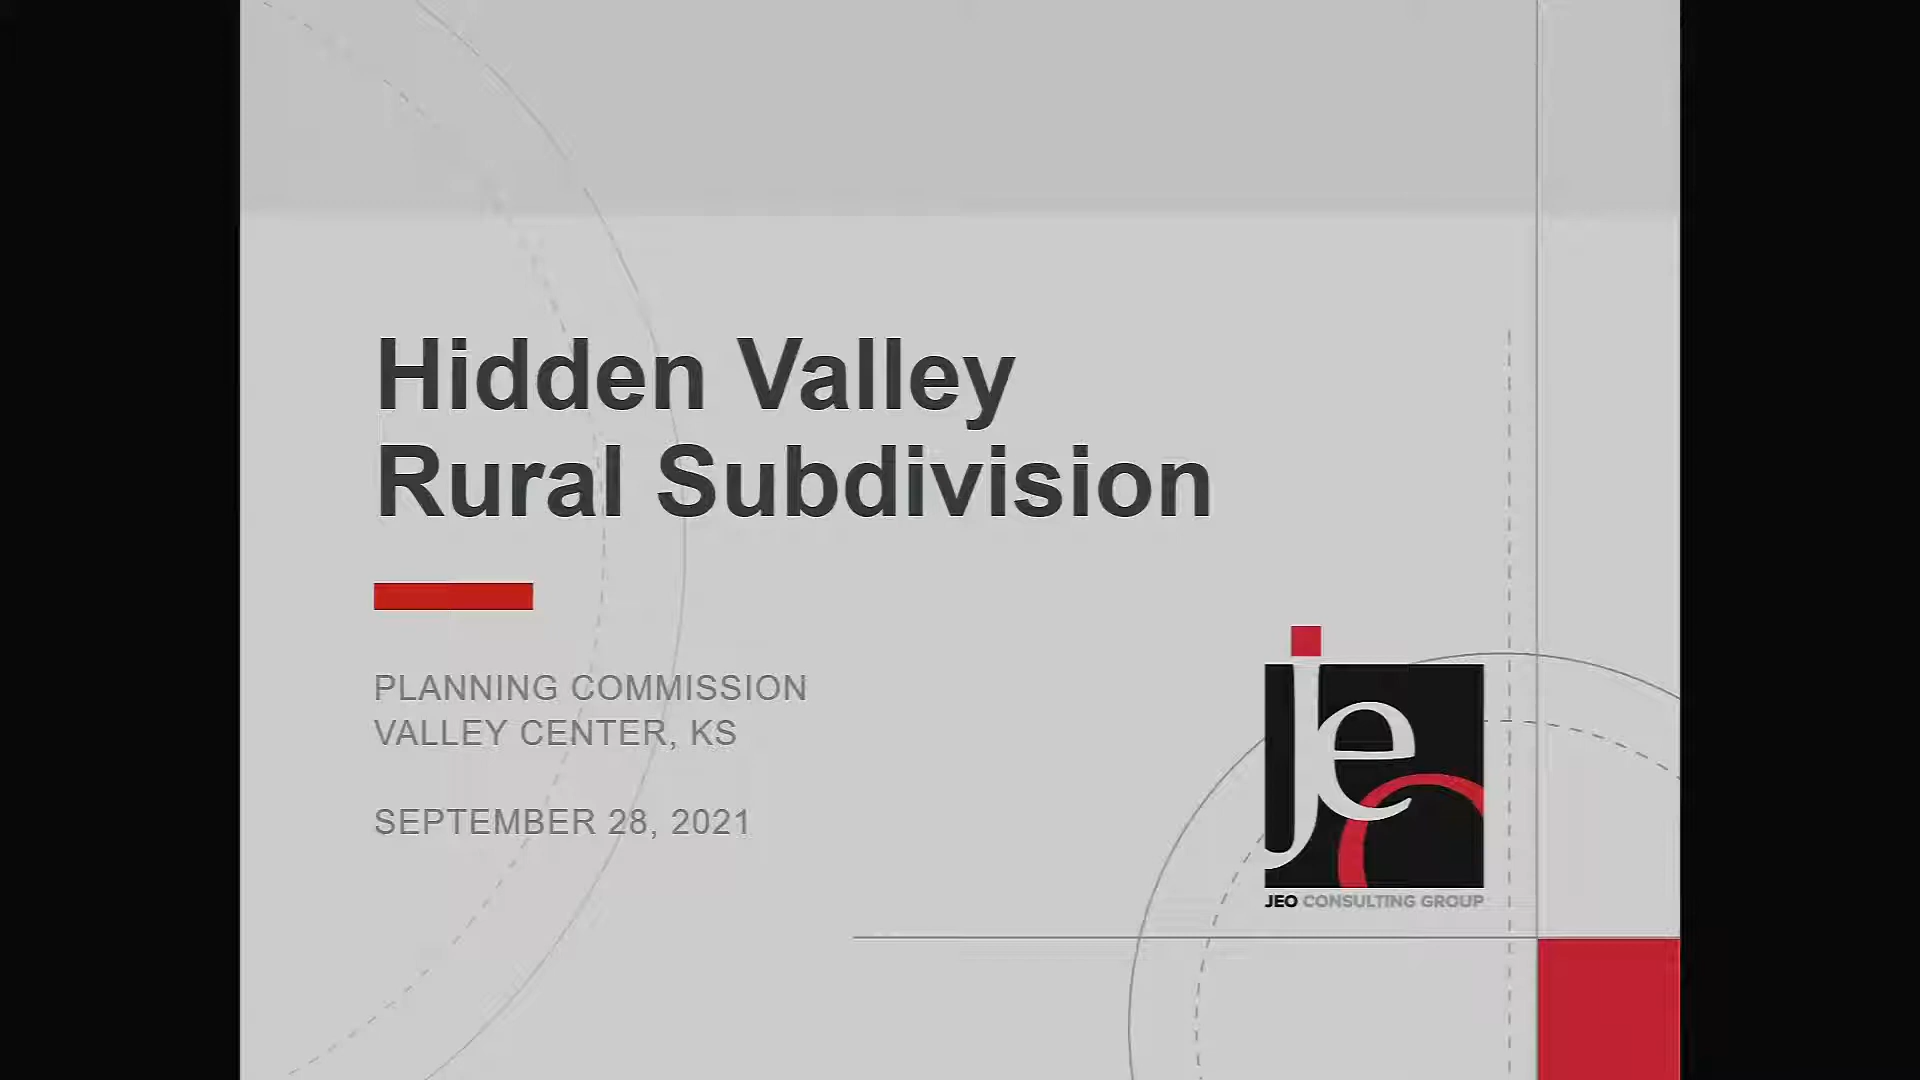 Hidden Valley
Rural Subdivision
PLANNING COMMISSION
VALLEY CENTER, KS
SEPTEMBER 28, 2021
je
JEO CONSULTING GROUP